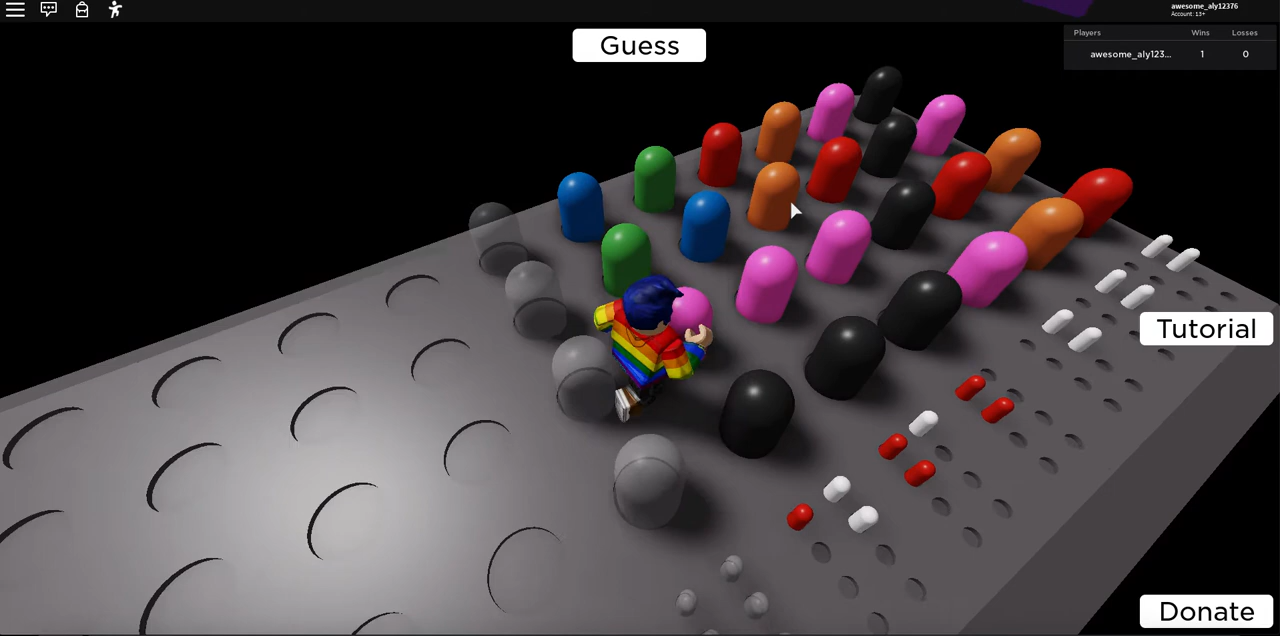 awesome_aly12376
Account: 13+
Players Wins Losses
awesome_aly123... 1 0
Guess
Tutorial
Donate